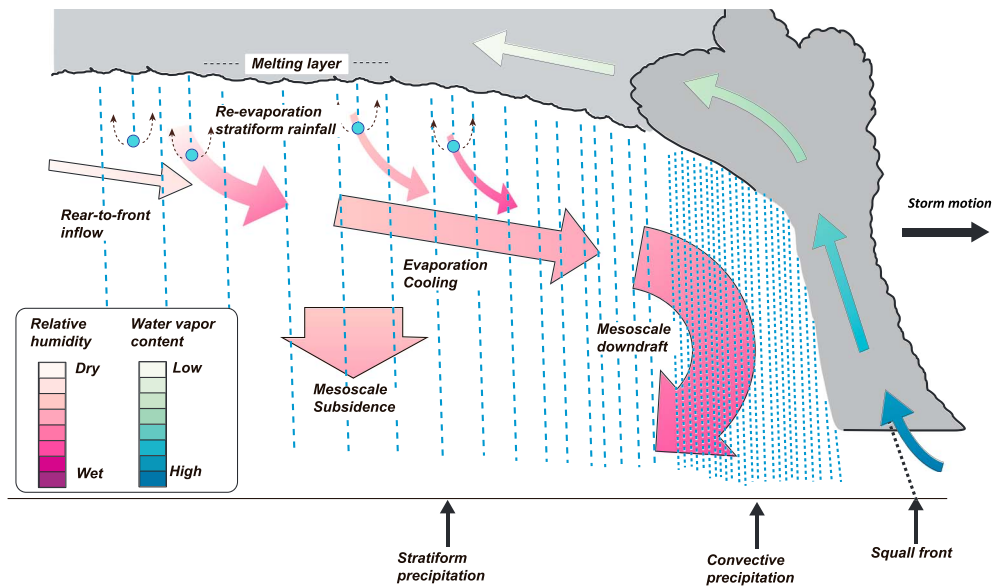 Melting layer
Re-evaporation
stratiform rainfall
Rear-to-front
inflow
Storm motion
Evaporation
Cooling
Mesoscale
downdraft
Mesoscale
Subsidence
Relative
humidity
Dry
Wet
Water vapor
content
Low
High
Stratiform
precipitation
Convective
precipitation
Squall front